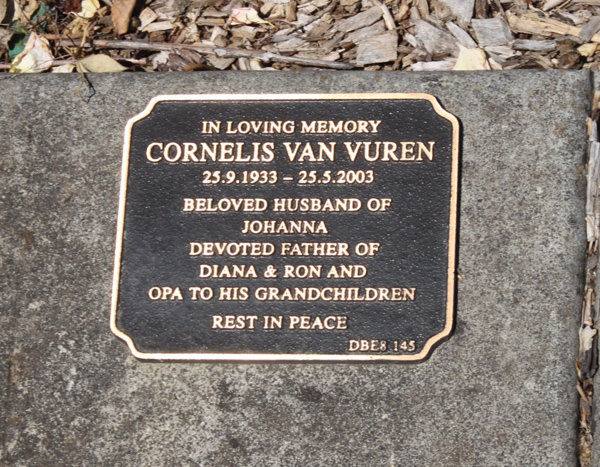 IN LOVING MEMORY
CORNELIS VAN VUREN
25.9.1933 – 25.5.2003
BELOVED HUSBAND OF
JOHANNA
DEVOTED FATHER OF
DIANA & RON AND
OPA TO HIS GRANDCHILDREN
REST IN PEACE
DBE8 145